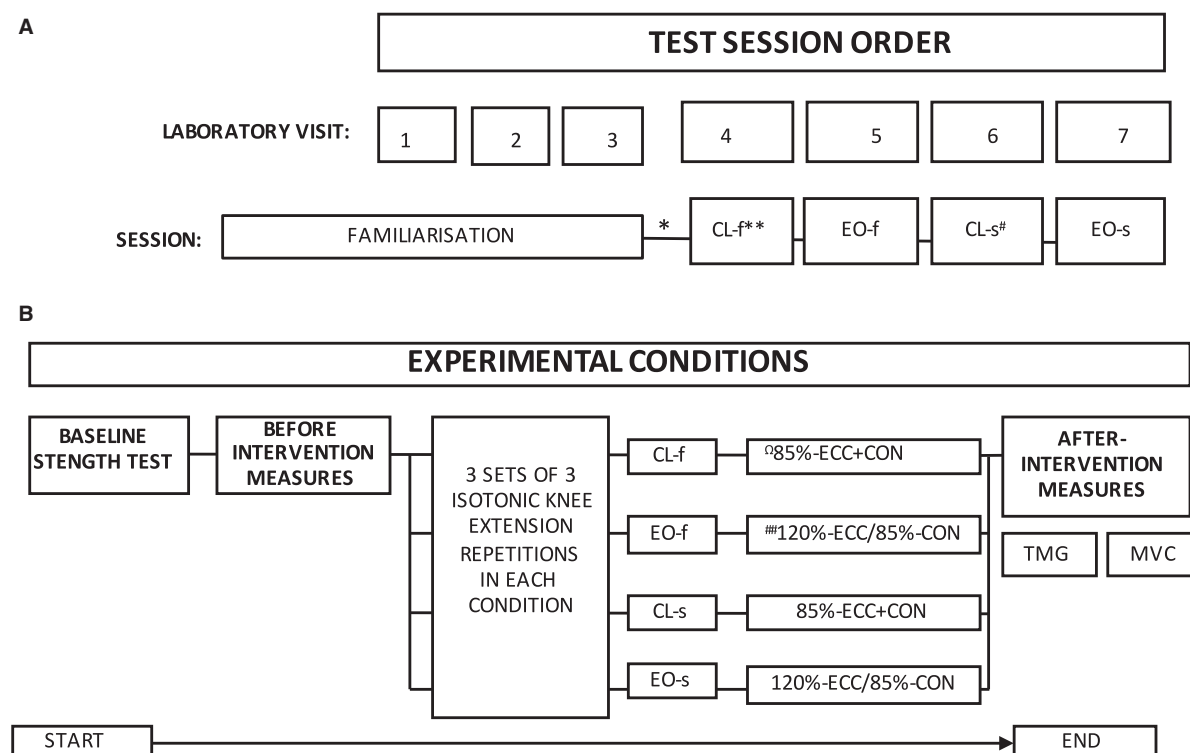 A
TEST SESSION ORDER
LABORATORY VISIT:
1
2
3
4
5
6
7
SESSION:
FAMILIARISATION
*
CL-f**
EO-f
CL-s#
EO-s
B
EXPERIMENTAL CONDITIONS
BASELINE
STENGTH TEST
BEFORE
INTERVENTION
MEASURES
3 SETS OF 3
ISOTONIC KNEE
EXTENSION
REPETITIONS
IN EACH
CONDITION
CL-f
Ω85%-ECC+CON
EO-f
##120%-ECC/85%-CON
CL-s
85%-ECC+CON
EO-s
120%-ECC/85%-CON
AFTER-
INTERVENTION
MEASURES
TMG
MVC
START
END